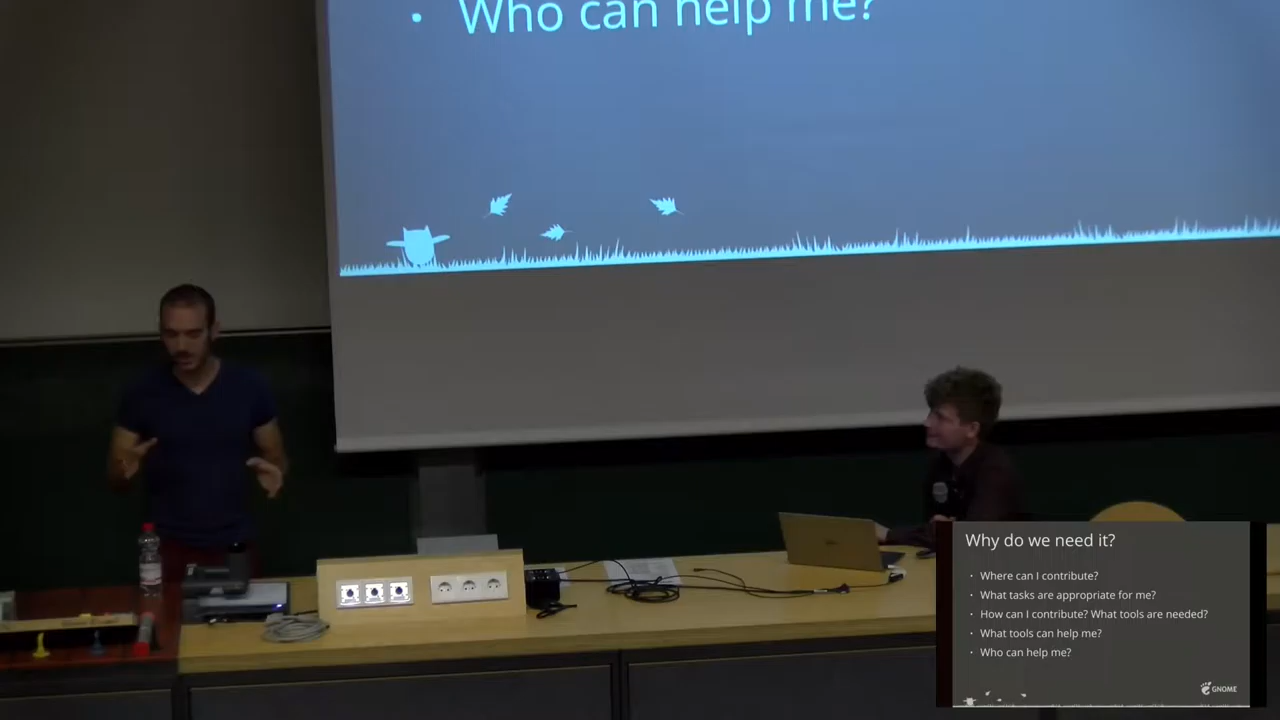 • Who can help me?
Why do we need it?
• Where can I contribute?
• What tasks are appropriate for me?
• How can I contribute? What tools are needed?
• What tools can help me?
• Who can help me?
GNOME